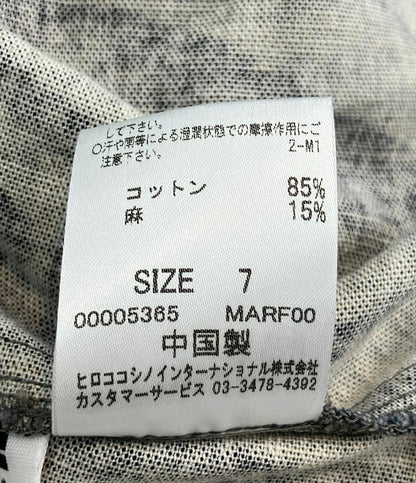 して下さい。
○汗や雨等による湿潤状態での摩擦作用にご
注意下さい。 2-M1
コットン 85%
麻 15%
SIZE 7
00005365 MARF00
中国製
ヒロココシノインターナショナル株式会社
カスタマーサービス 03-3478-4392